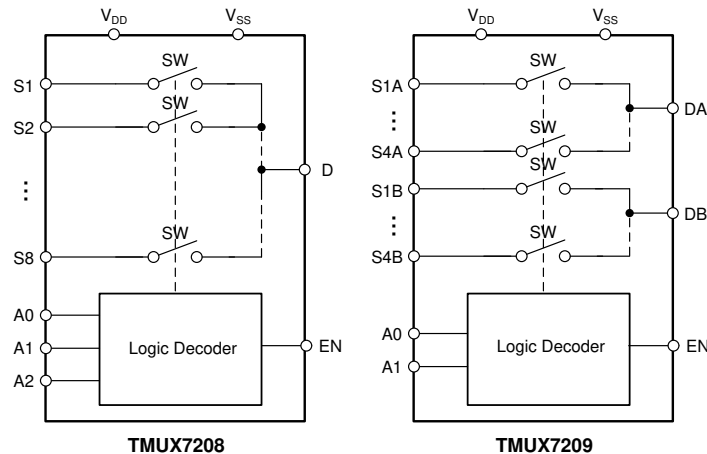 VDD
VSS
SW
S1
SW
S2
D
...
SW
S8
A0
A1
A2
Logic Decoder
EN
TMUX7208
VDD
VSS
SW
S1A
DA
...
SW
S4A
SW
S1B
DB
...
SW
S4B
A0
A1
Logic Decoder
EN
TMUX7209